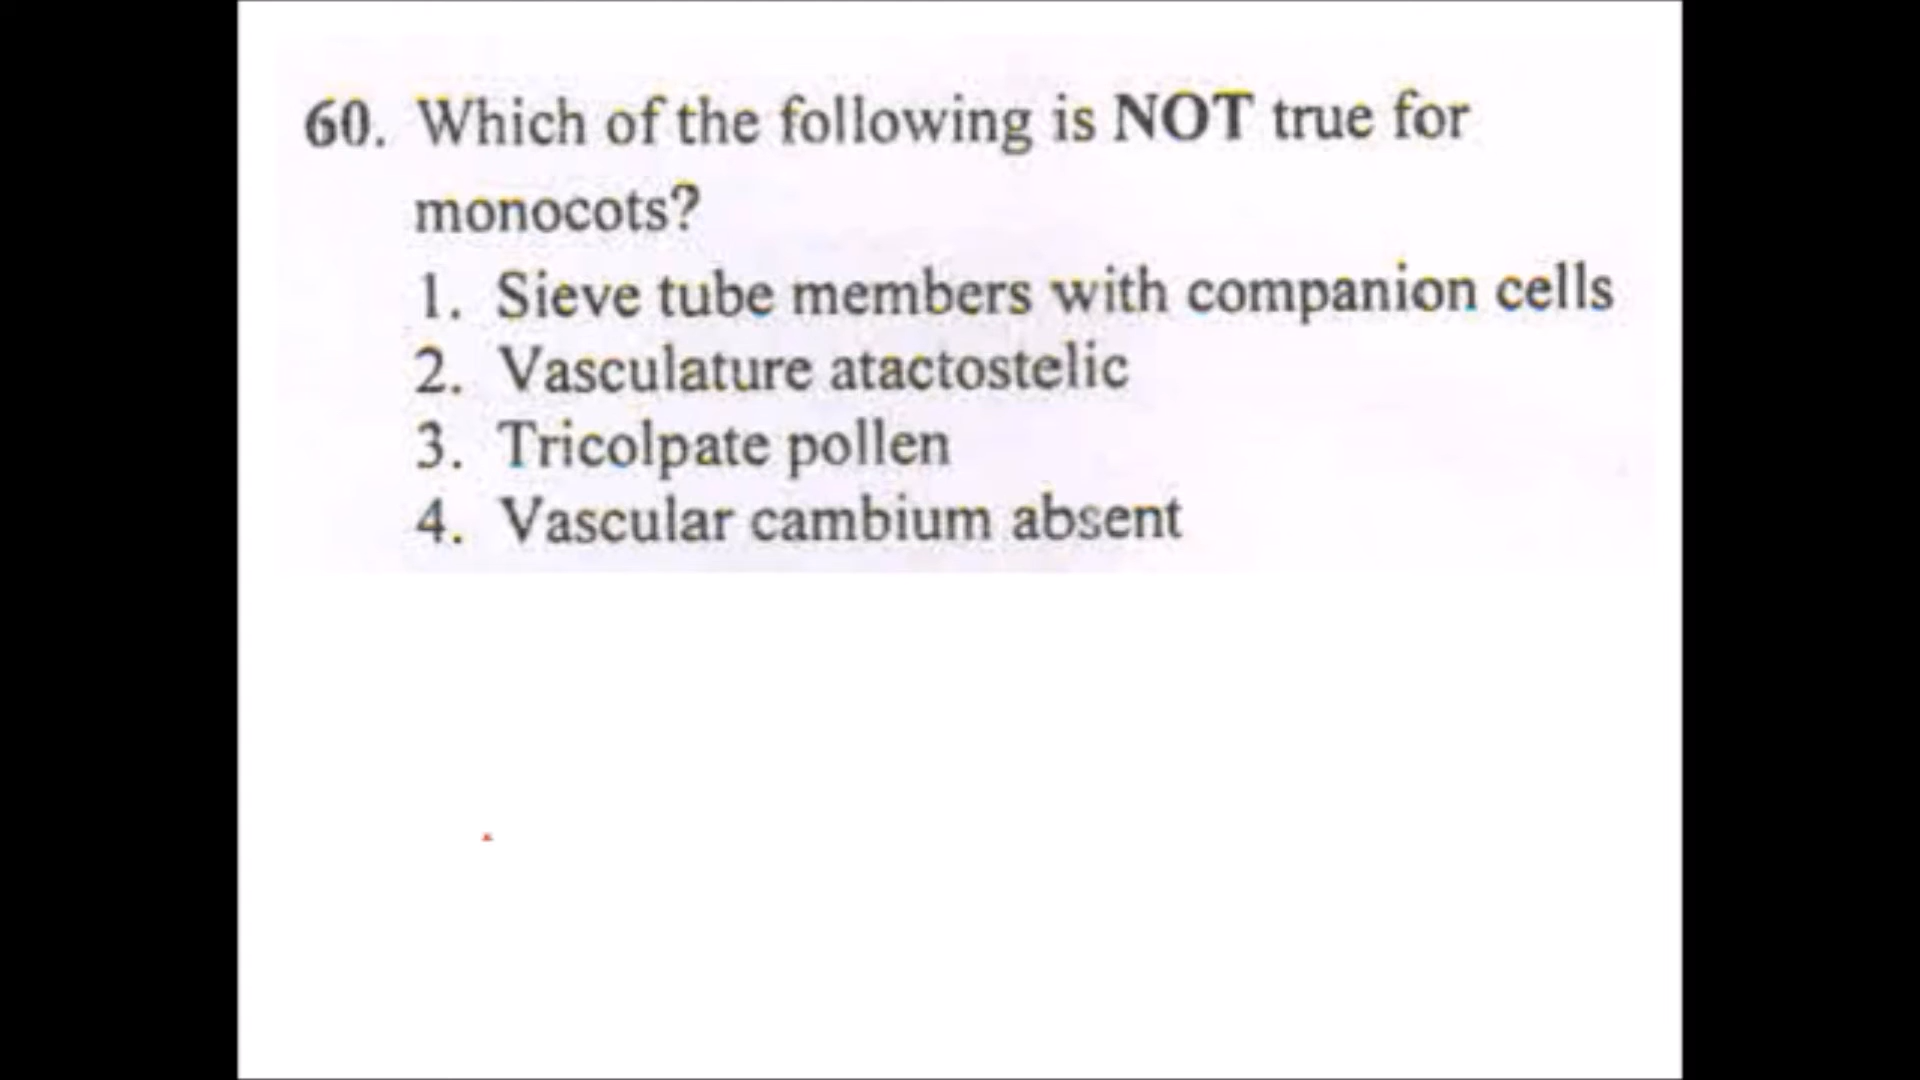 60. Which of the following is NOT true for
monocots?
1. Sieve tube members with companion cells
2. Vasculature atactostelic
3. Tricolpate pollen
4. Vascular cambium absent